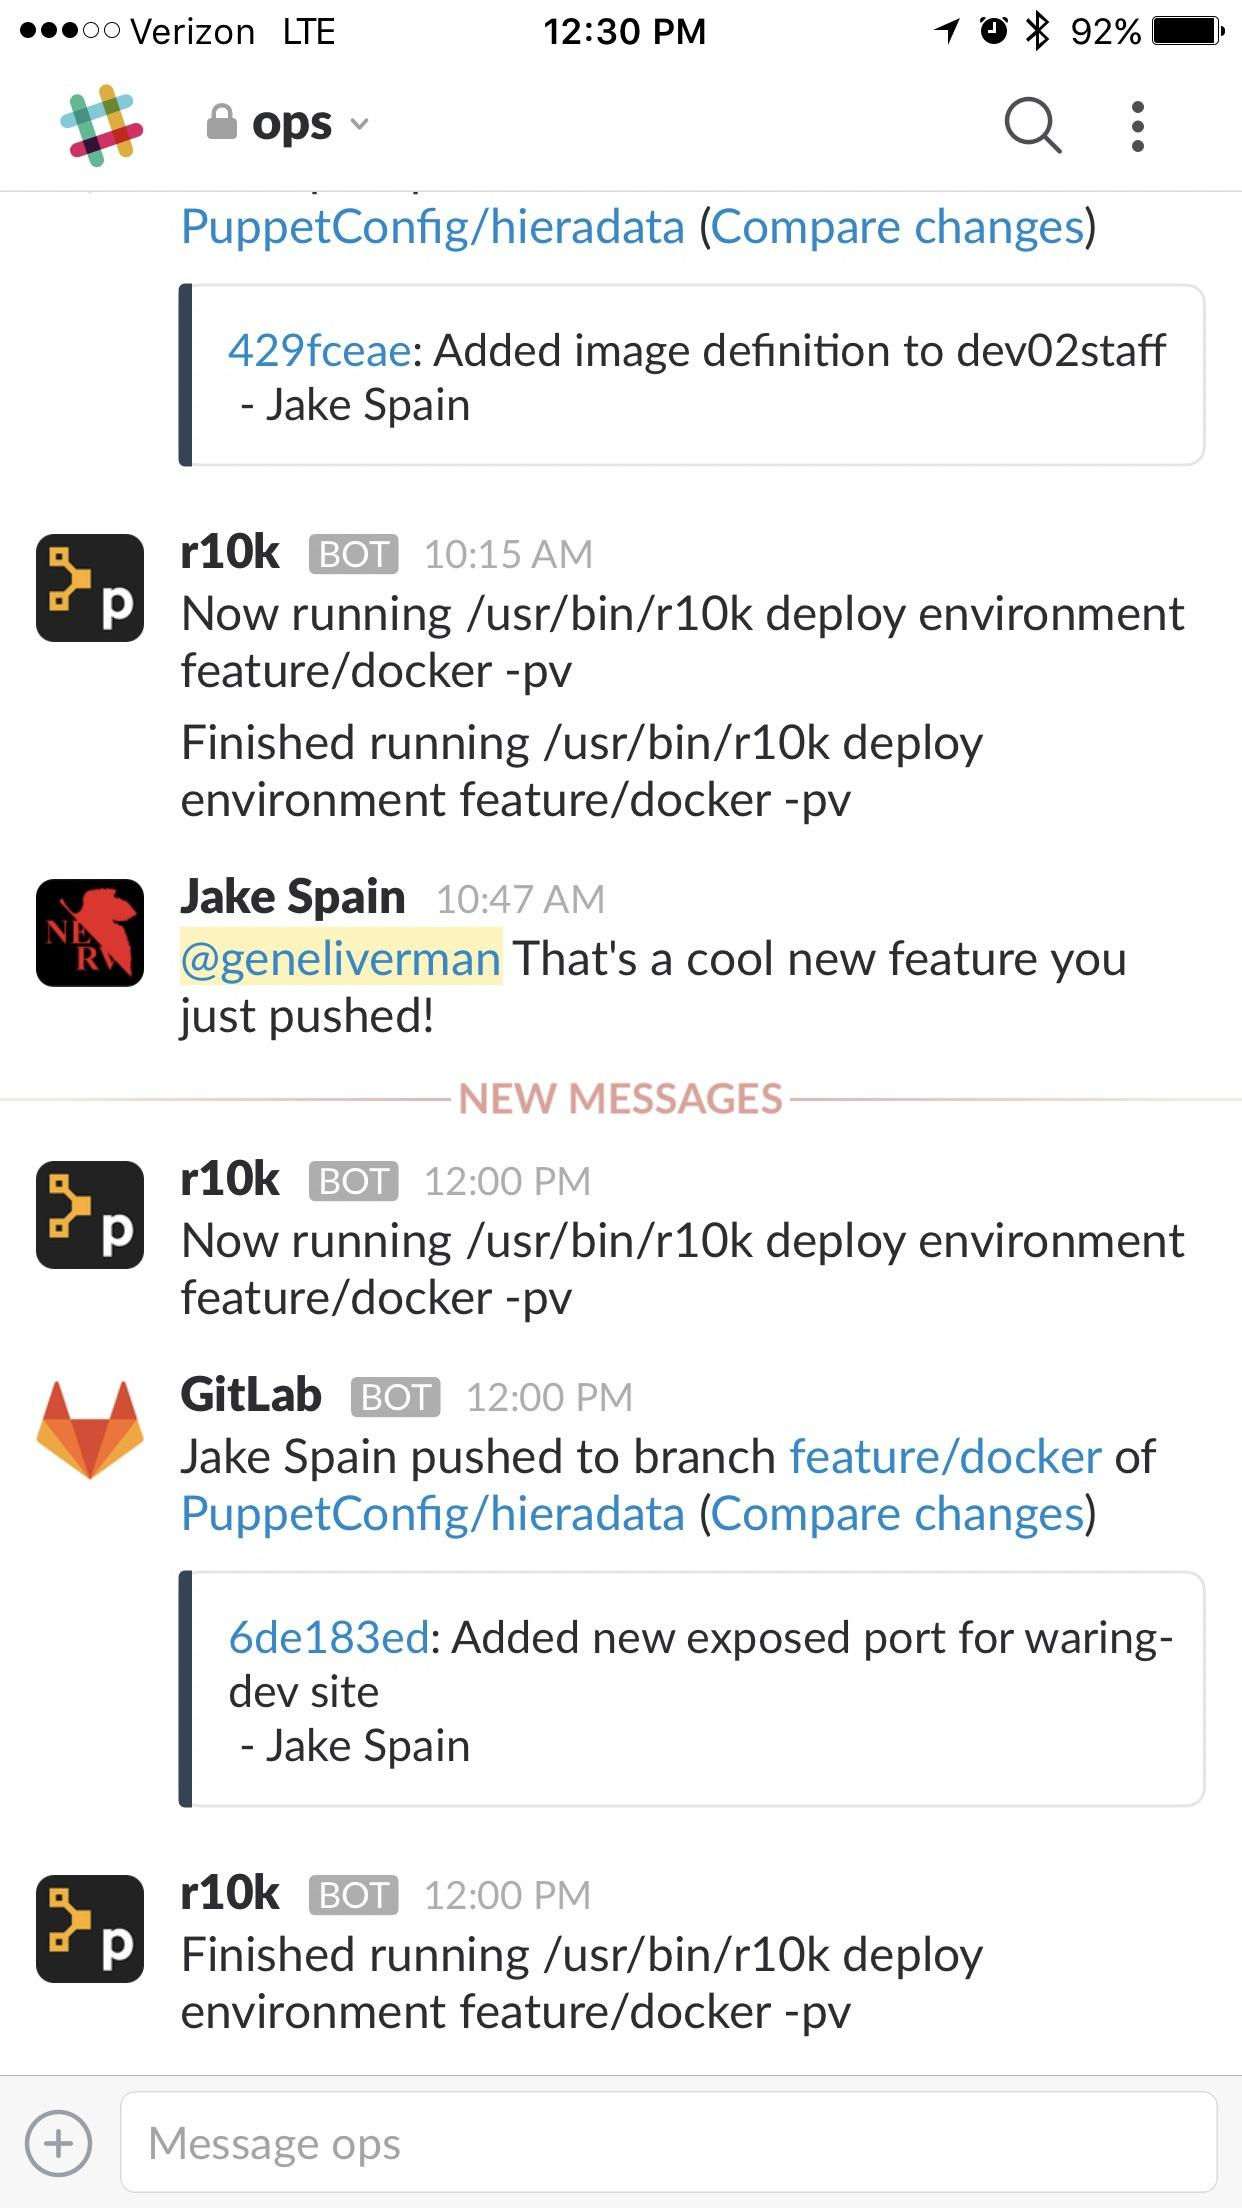 Verizon LTE 12:30 PM 92%
ops
PuppetConfig/hieradata (Compare changes)
429fceae: Added image definition to dev02staff
- Jake Spain
r10k BOT 10:15 AM
Now running /usr/bin/r10k deploy environment
feature/docker -pv
Finished running /usr/bin/r10k deploy
environment feature/docker -pv
Jake Spain 10:47 AM
@geneliverman That's a cool new feature you
just pushed!
NEW MESSAGES
r10k BOT 12:00 PM
Now running /usr/bin/r10k deploy environment
feature/docker -pv
GitLab BOT 12:00 PM
Jake Spain pushed to branch feature/docker of
PuppetConfig/hieradata (Compare changes)
6de183ed: Added new exposed port for waring-
dev site
- Jake Spain
r10k BOT 12:00 PM
Finished running /usr/bin/r10k deploy
environment feature/docker -pv
Message ops